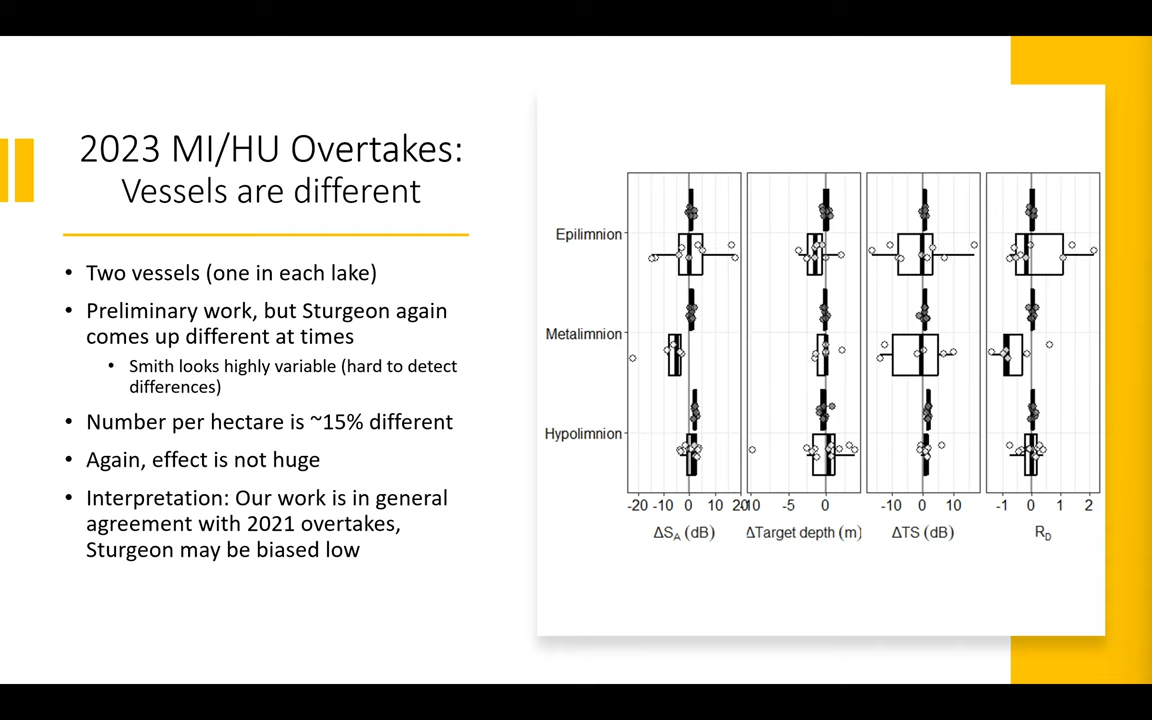 2023 MI/HU Overtakes:
Vessels are different
• Two vessels (one in each lake)
• Preliminary work, but Sturgeon again
comes up different at times
• Smith looks highly variable (hard to detect
differences)
• Number per hectare is ~15% different
• Again, effect is not huge
• Interpretation: Our work is in general
agreement with 2021 overtakes,
Sturgeon may be biased low
Epilimnion
Metalimnion
Hypolimnion
-20 -10 0 10 20
-10 -5 0
-10 0 10
-1 0 1 2
ΔSA (dB)
ΔTarget depth (m)
ΔTS (dB)
RD